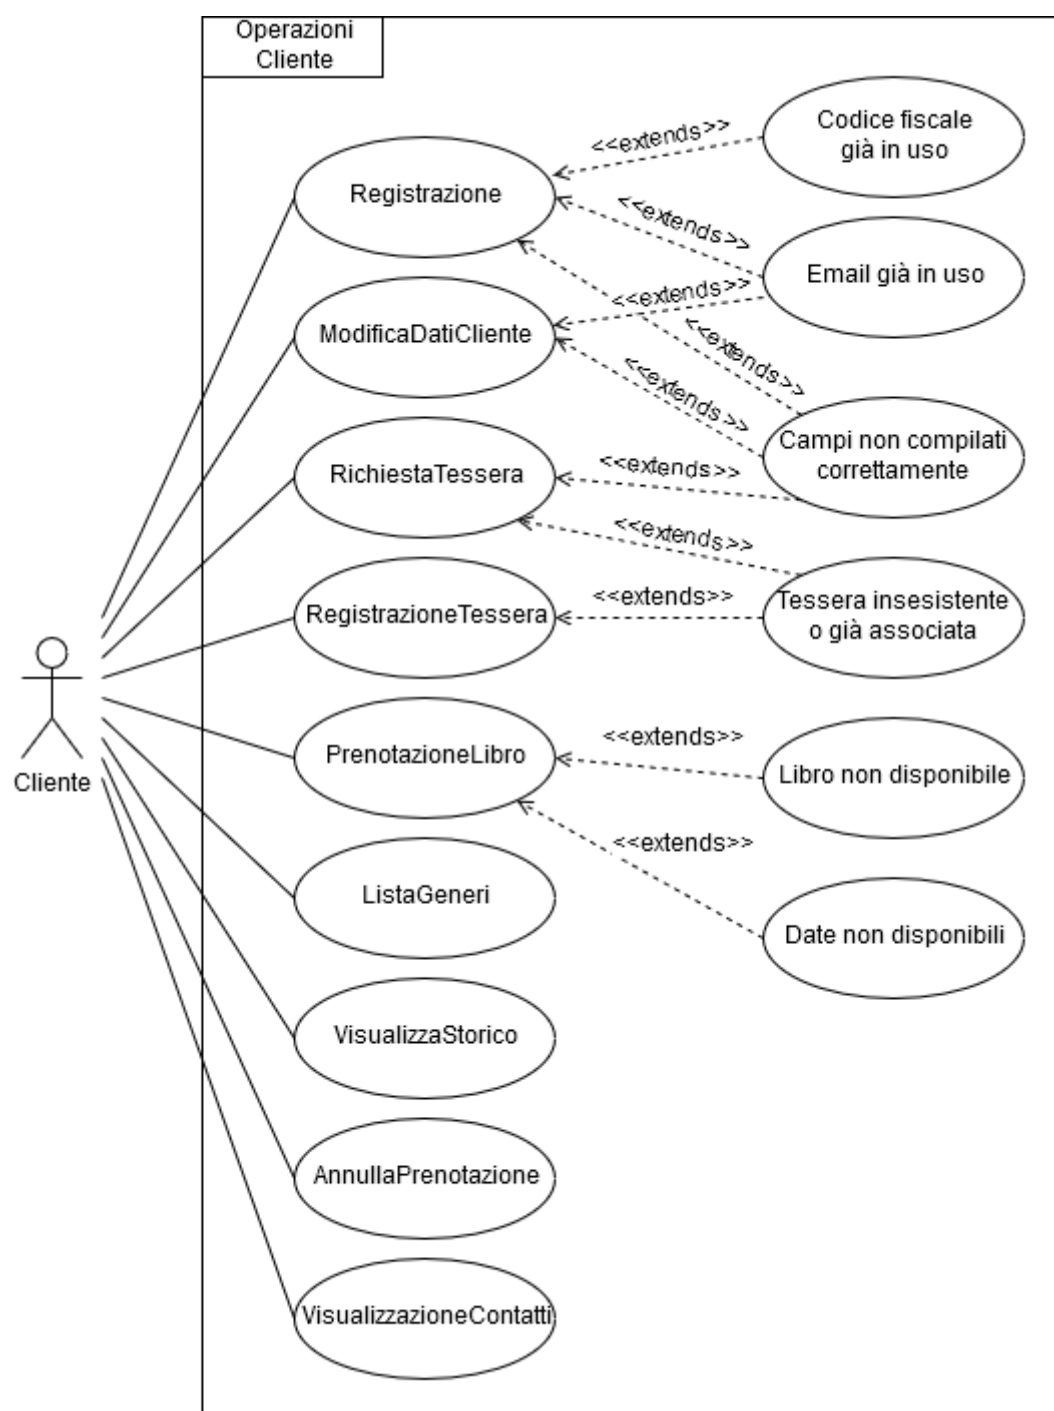 Operazioni
Cliente
Codice fiscale
già in uso
<<extends>>
Registrazione
<<extends>>
Email già in uso
<<extends>>
ModificaDatiCliente
<<extends>>
<<extends>>
Campi non compilati
correttamente
RichiestaTessera
<<extends>>
<<extends>>
RegistrazioneTessera
<<extends>>
Tessera insesistente
o già associata
PrenotazioneLibro
<<extends>>
Libro non disponibile
Cliente
<<extends>>
ListaGeneri
Date non disponibili
VisualizzaStorico
AnnullaPrenotazione
VisualizzazioneContatti